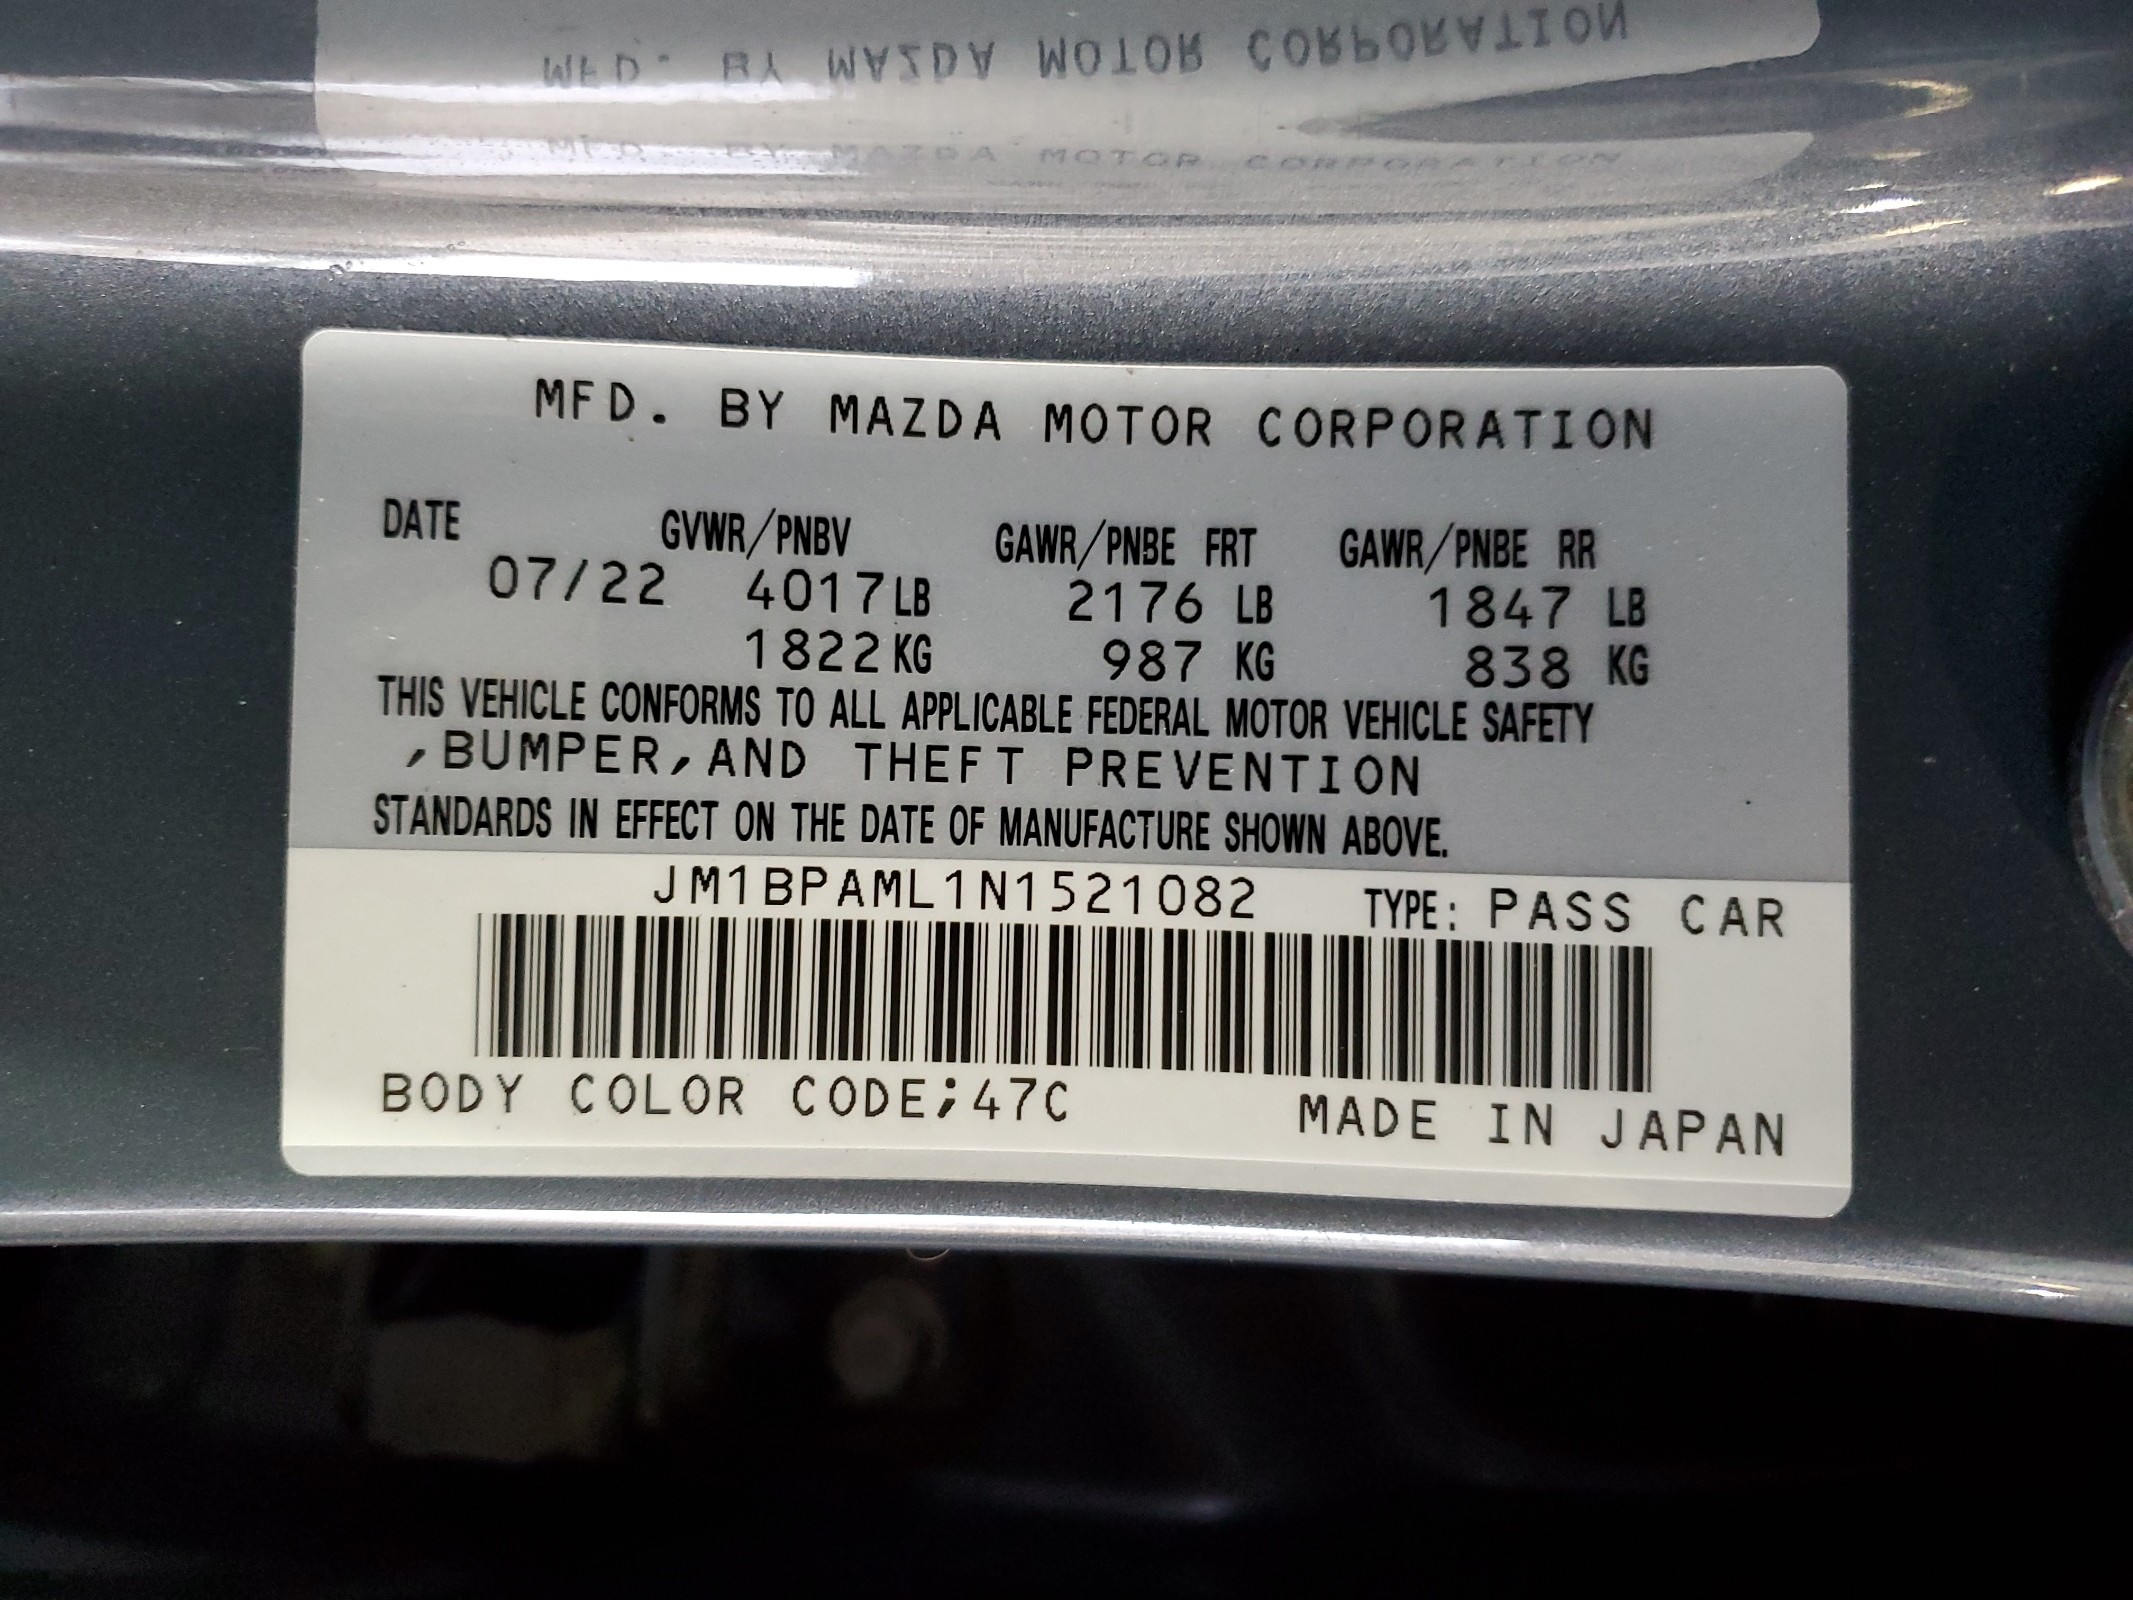 MFD. BY MAZDA MOTOR CORPORATION
MFD. BY MAZDA MOTOR CORPORATION
MFD. BY MAZDA MOTOR CORPORATION
DATE GVWR/PNBV GAWR/PNBE FRT GAWR/PNBE RR
07/22 4017LB 2176 LB 1847 LB
1822KG 987 KG 838 KG
THIS VEHICLE CONFORMS TO ALL APPLICABLE FEDERAL MOTOR VEHICLE SAFETY
,BUMPER,AND THEFT PREVENTION
STANDARDS IN EFFECT ON THE DATE OF MANUFACTURE SHOWN ABOVE.
JM1BPAML1N1521082 TYPE: PASS CAR
BODY COLOR CODE;47C MADE IN JAPAN